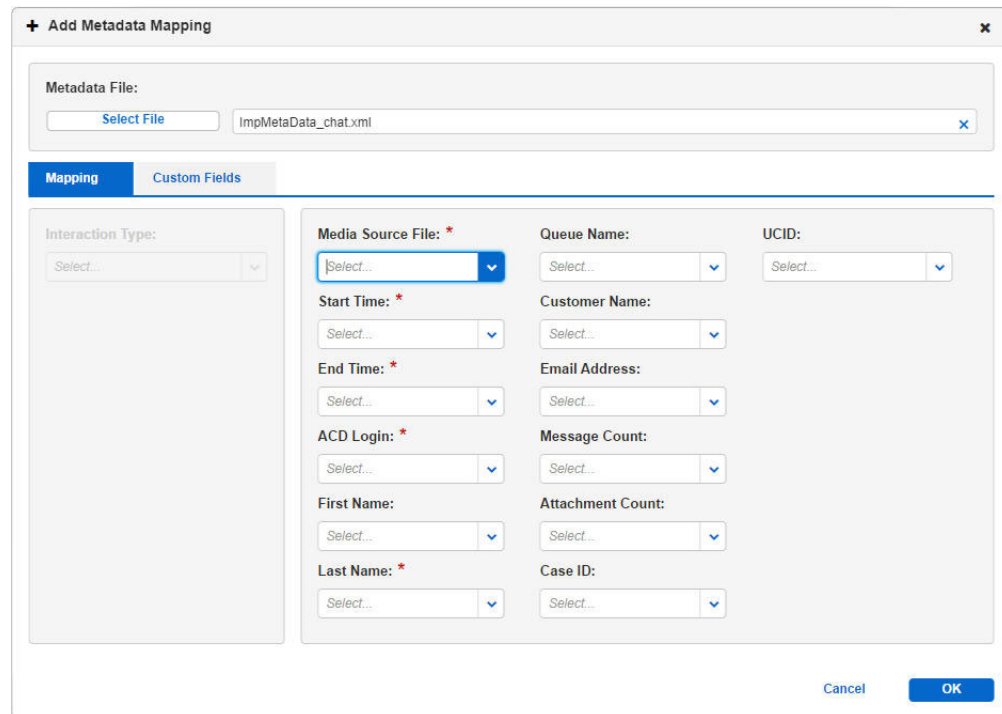 + Add Metadata Mapping ×
Metadata File:
Select File ImpMetaData_chat.xml ×
Mapping Custom Fields
Interaction Type: Media Source File: * Queue Name: UCID:
Select... Select... Select... Select...
Start Time: * Customer Name:
Select... Select...
End Time: * Email Address:
Select... Select...
ACD Login: * Message Count:
Select... Select...
First Name: Attachment Count:
Select... Select...
Last Name: * Case ID:
Select... Select...
Cancel OK